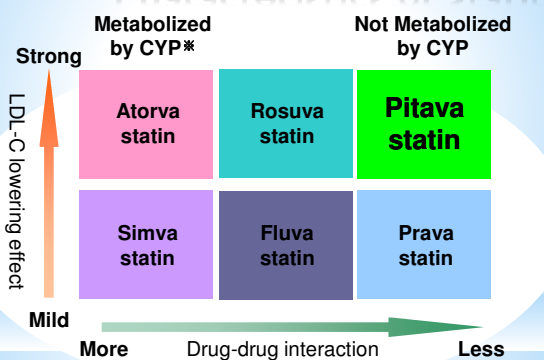 Metabolized
by CYP※
Not Metabolized
by CYP
Strong
LDL-C lowering effect
Atorva
statin
Rosuva
statin
Pitava
statin
Simva
statin
Fluva
statin
Prava
statin
Mild
More
Drug-drug interaction
Less